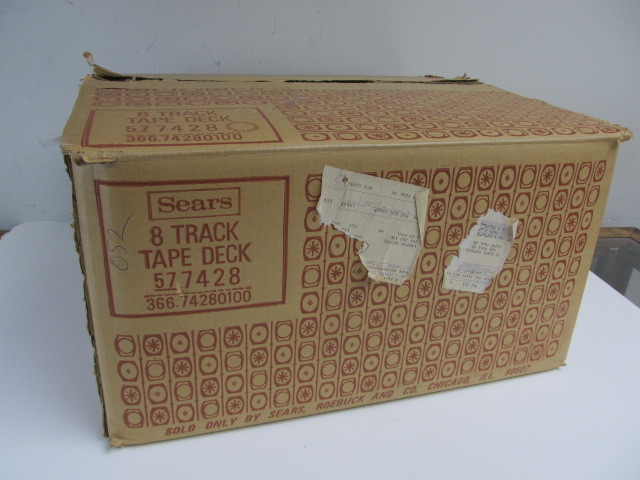 8 TRACK
TAPE DECK
577428
366.74280100
Sears
8 TRACK
TAPE DECK
577428
366.74280100
052
SOLD ONLY BY SEARS, ROEBUCK AND CO. CHICAGO, ILL. 60607